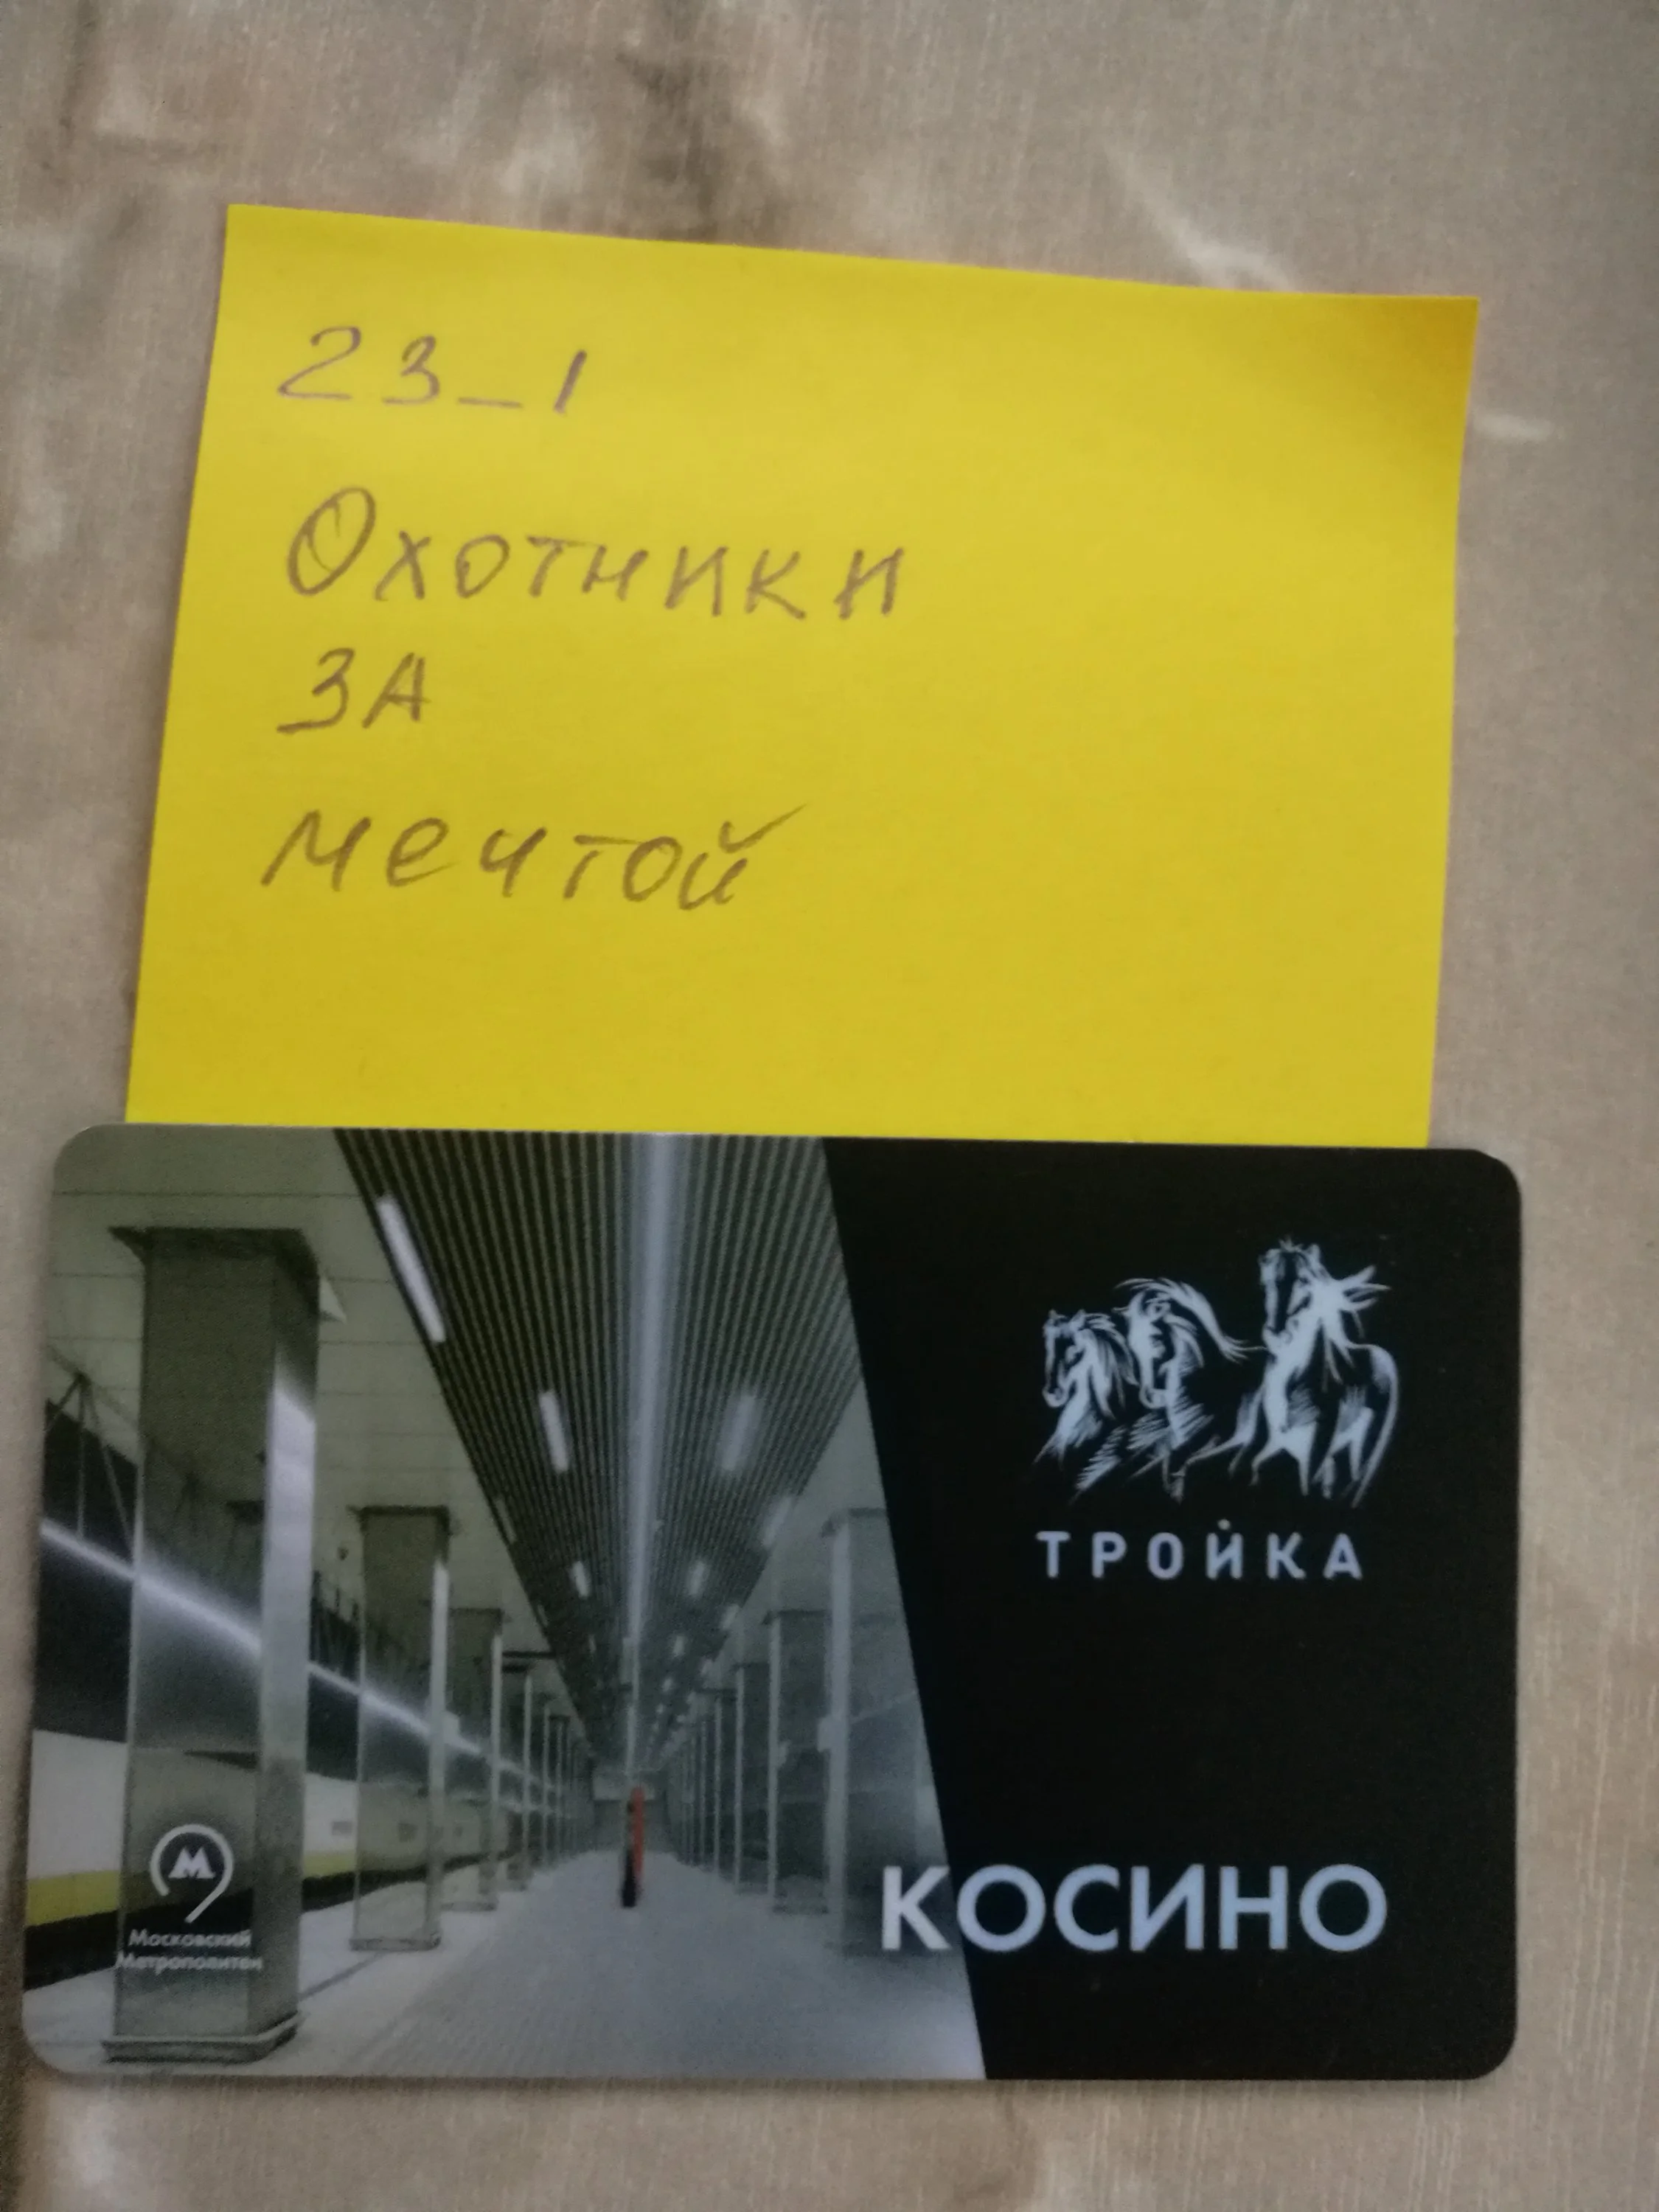 23_1
Охотники
за
мечтой
ТРОЙКА
КОСИНО
Московский
Метрополитен